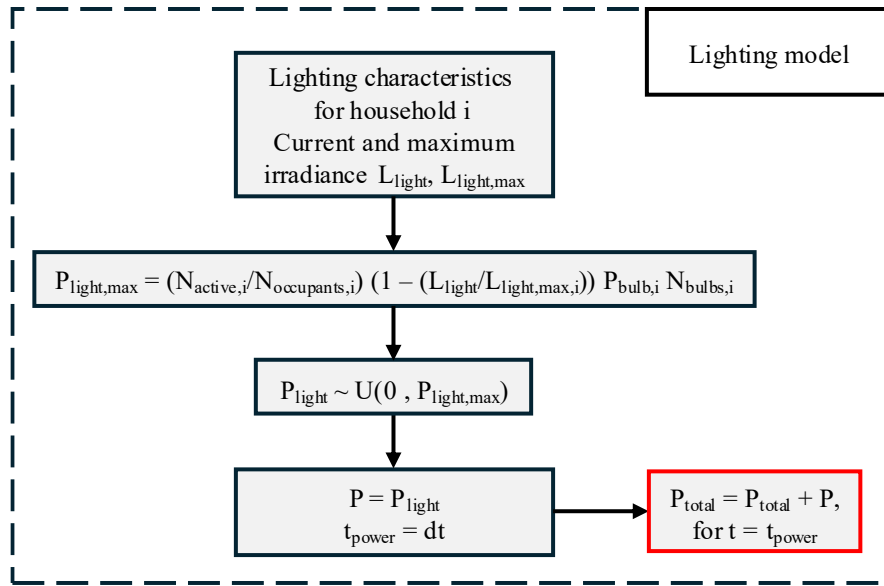 Lighting model
Lighting characteristics
for household i
Current and maximum
irradiance L_light, L_light,max
P_light,max = (N_active,i/N_occupants,i) (1 – (L_light/L_light,max,i)) P_bulb,i N_bulbs,i
P_light ~ U(0 , P_light,max)
P = P_light
t_power = dt
P_total = P_total + P,
for t = t_power